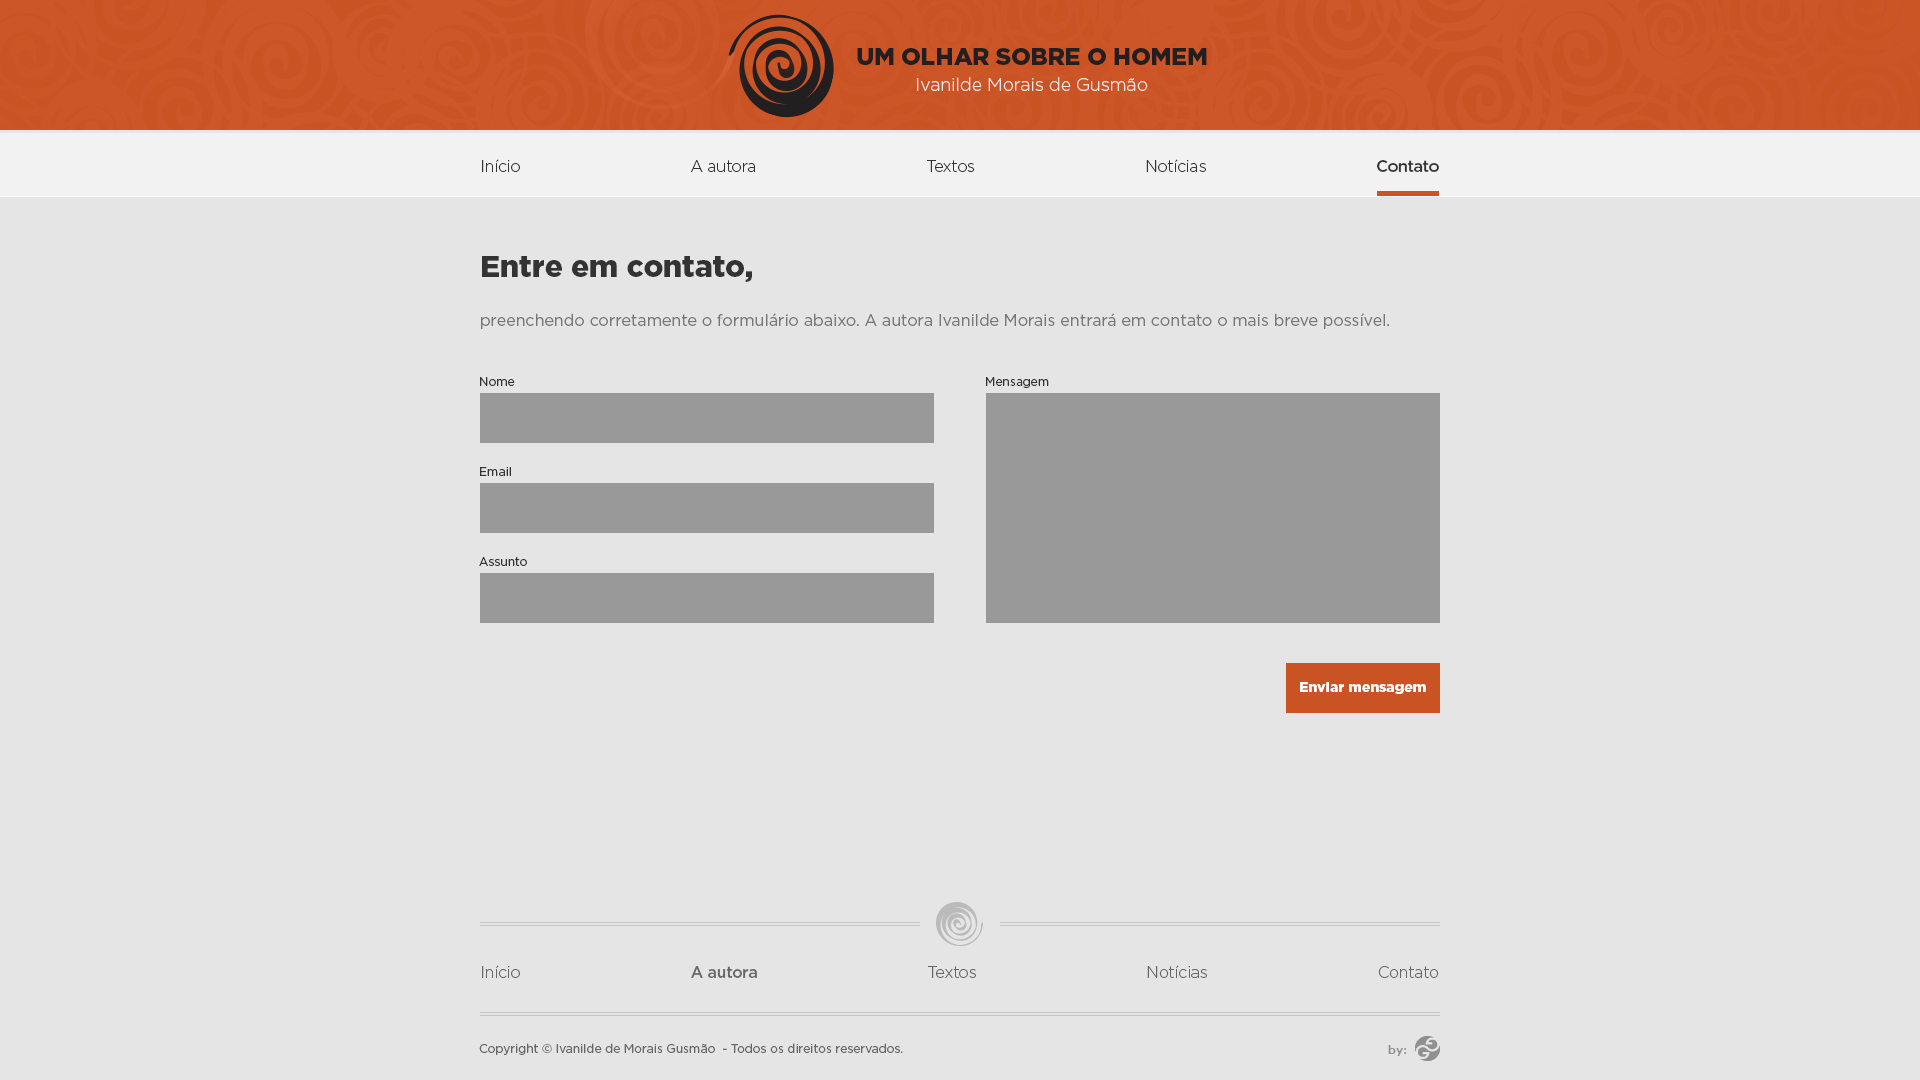 UM OLHAR SOBRE O HOMEM
Ivanilde Morais de Gusmão
Início
A autora
Textos
Notícias
Contato
Entre em contato,
preenchendo corretamente o formulário abaixo. A autora Ivanilde Morais entrará em contato o mais breve possível.
Nome
Email
Assunto
Mensagem
Enviar mensagem
Início
A autora
Textos
Notícias
Contato
Copyright © Ivanilde de Morais Gusmão - Todos os direitos reservados.
by: